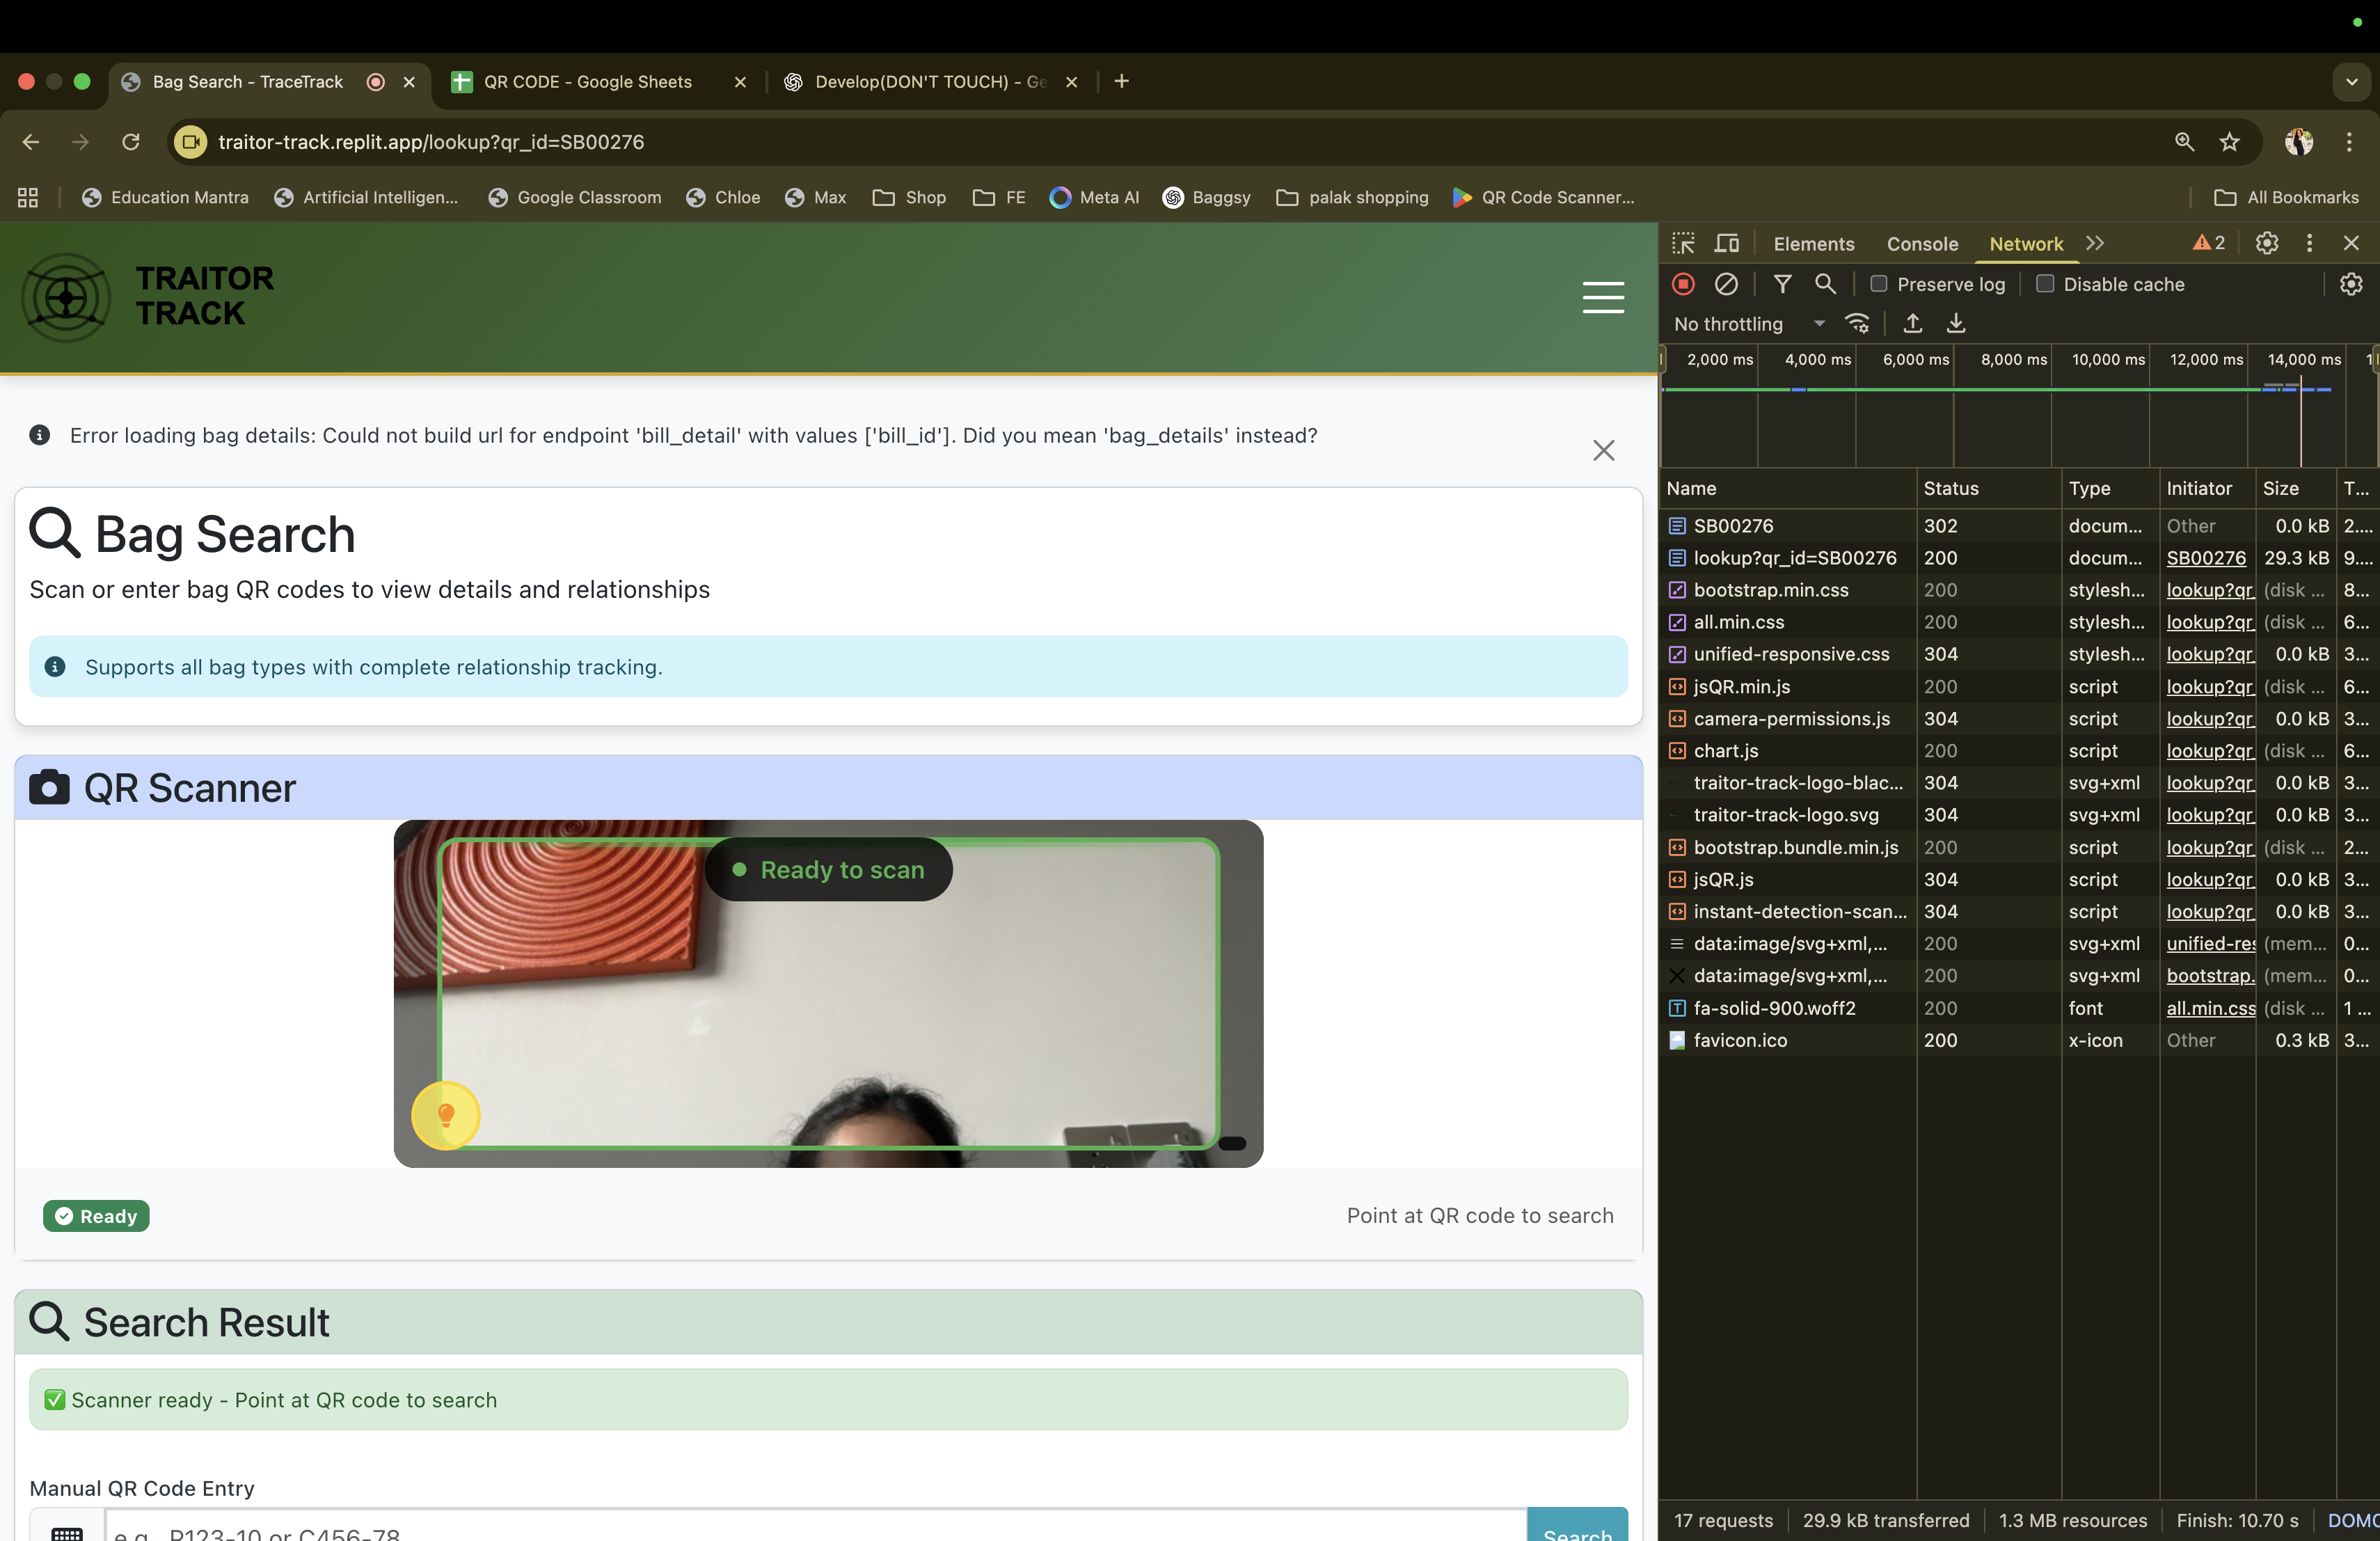 Bag Search - TraceTrack
QR CODE - Google Sheets
Develop(DON'T TOUCH) - Ge
traitor-track.replit.app/lookup?qr_id=SB00276
Education Mantra
Artificial Intelligen...
Google Classroom
Chloe
Max
Shop
FE
Meta AI
Baggsy
palak shopping
QR Code Scanner...
All Bookmarks
TRAITOR
TRACK
Error loading bag details: Could not build url for endpoint 'bill_detail' with values ['bill_id']. Did you mean 'bag_details' instead?
Bag Search
Scan or enter bag QR codes to view details and relationships
Supports all bag types with complete relationship tracking.
QR Scanner
Ready to scan
Ready
Point at QR code to search
Search Result
Scanner ready - Point at QR code to search
Manual QR Code Entry
e.g., P123-10 or C456-78
Search
Elements Console Network 2
Preserve log Disable cache
No throttling
2,000 ms 4,000 ms 6,000 ms 8,000 ms 10,000 ms 12,000 ms 14,000 ms 1
Name Status Type Initiator Size T...
SB00276 302 docum... Other 0.0 kB 2....
lookup?qr_id=SB00276 200 docum... SB00276 29.3 kB 9....
bootstrap.min.css 200 stylesh... lookup?qr_ (disk ... 8...
all.min.css 200 stylesh... lookup?qr_ (disk ... 6...
unified-responsive.css 304 stylesh... lookup?qr_ 0.0 kB 3...
jsQR.min.js 200 script lookup?qr_ (disk ... 6...
camera-permissions.js 304 script lookup?qr_ 0.0 kB 3...
chart.js 200 script lookup?qr_ (disk ... 6...
traitor-track-logo-blac... 304 svg+xml lookup?qr_ 0.0 kB 3...
traitor-track-logo.svg 304 svg+xml lookup?qr_ 0.0 kB 3...
bootstrap.bundle.min.js 200 script lookup?qr_ (disk ... 2...
jsQR.js 304 script lookup?qr_ 0.0 kB 3...
instant-detection-scan... 304 script lookup?qr_ 0.0 kB 3...
data:image/svg+xml,... 200 svg+xml unified-res (mem... 0...
data:image/svg+xml,... 200 svg+xml bootstrap. (mem... 0...
fa-solid-900.woff2 200 font all.min.css (disk ... 1 ...
favicon.ico 200 x-icon Other 0.3 kB 3...
17 requests 29.9 kB transferred 1.3 MB resources Finish: 10.70 s DOMC